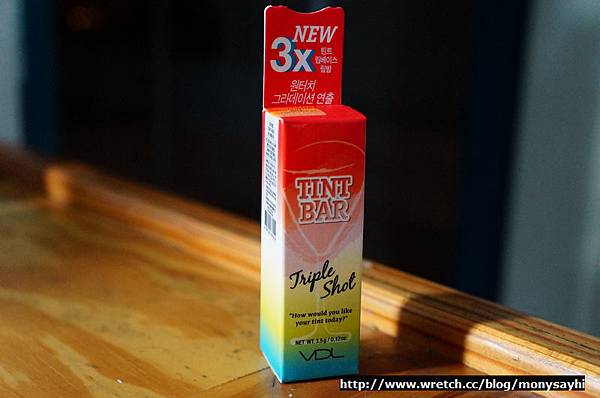 NEW
3x
틴트
립베이스
립밤
원터치
그라데이션 연출
TINT
BAR
Triple
Shot
"How would you like
your tint today?"
NET WT 3.5g / 0.12oz
VDL
http://www.wretch.cc/blog/monysayhi